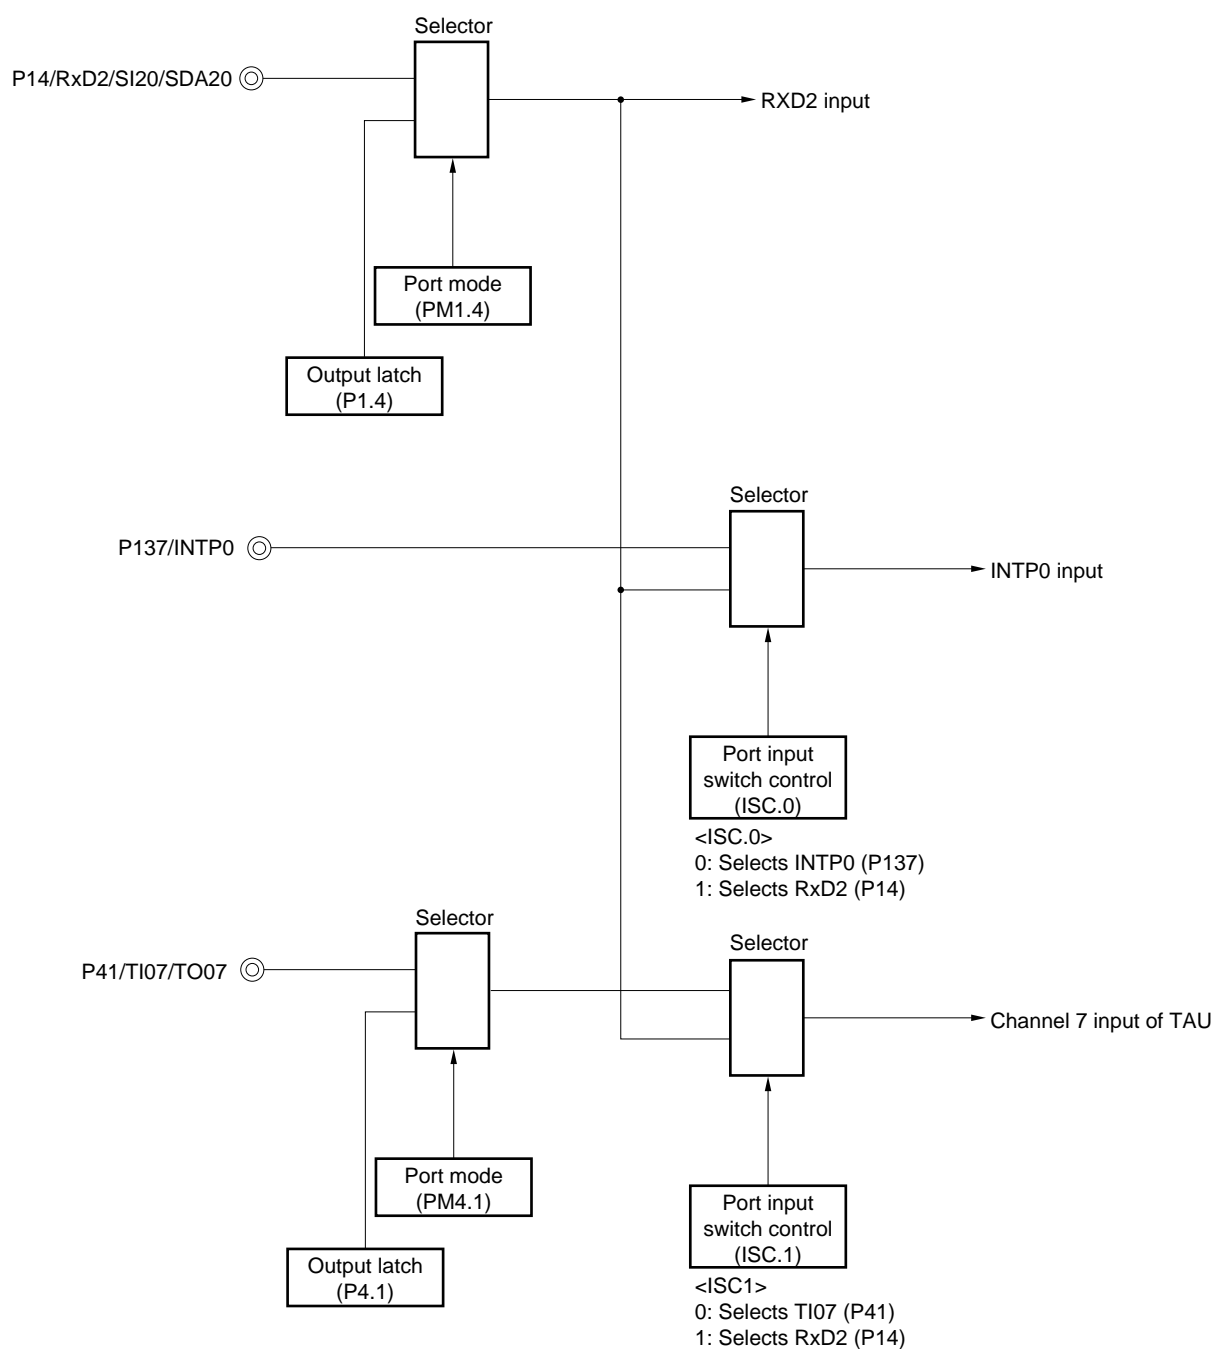 Selector
P14/RxD2/SI20/SDA20
RXD2 input
Port mode
(PM1.4)
Output latch
(P1.4)
Selector
P137/INTP0
INTP0 input
Port input
switch control
(ISC.0)
<ISC.0>
0: Selects INTP0 (P137)
1: Selects RxD2 (P14)
Selector
Selector
P41/TI07/TO07
Channel 7 input of TAU
Port mode
(PM4.1)
Port input
switch control
(ISC.1)
Output latch
(P4.1)
<ISC1>
0: Selects TI07 (P41)
1: Selects RxD2 (P14)